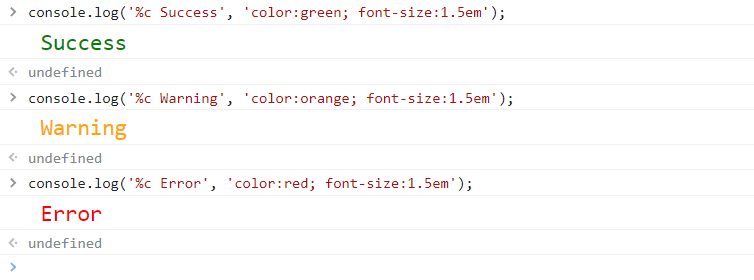 console.log('%c Success', 'color:green; font-size:1.5em');
Success
undefined
console.log('%c Warning', 'color:orange; font-size:1.5em');
Warning
undefined
console.log('%c Error', 'color:red; font-size:1.5em');
Error
undefined